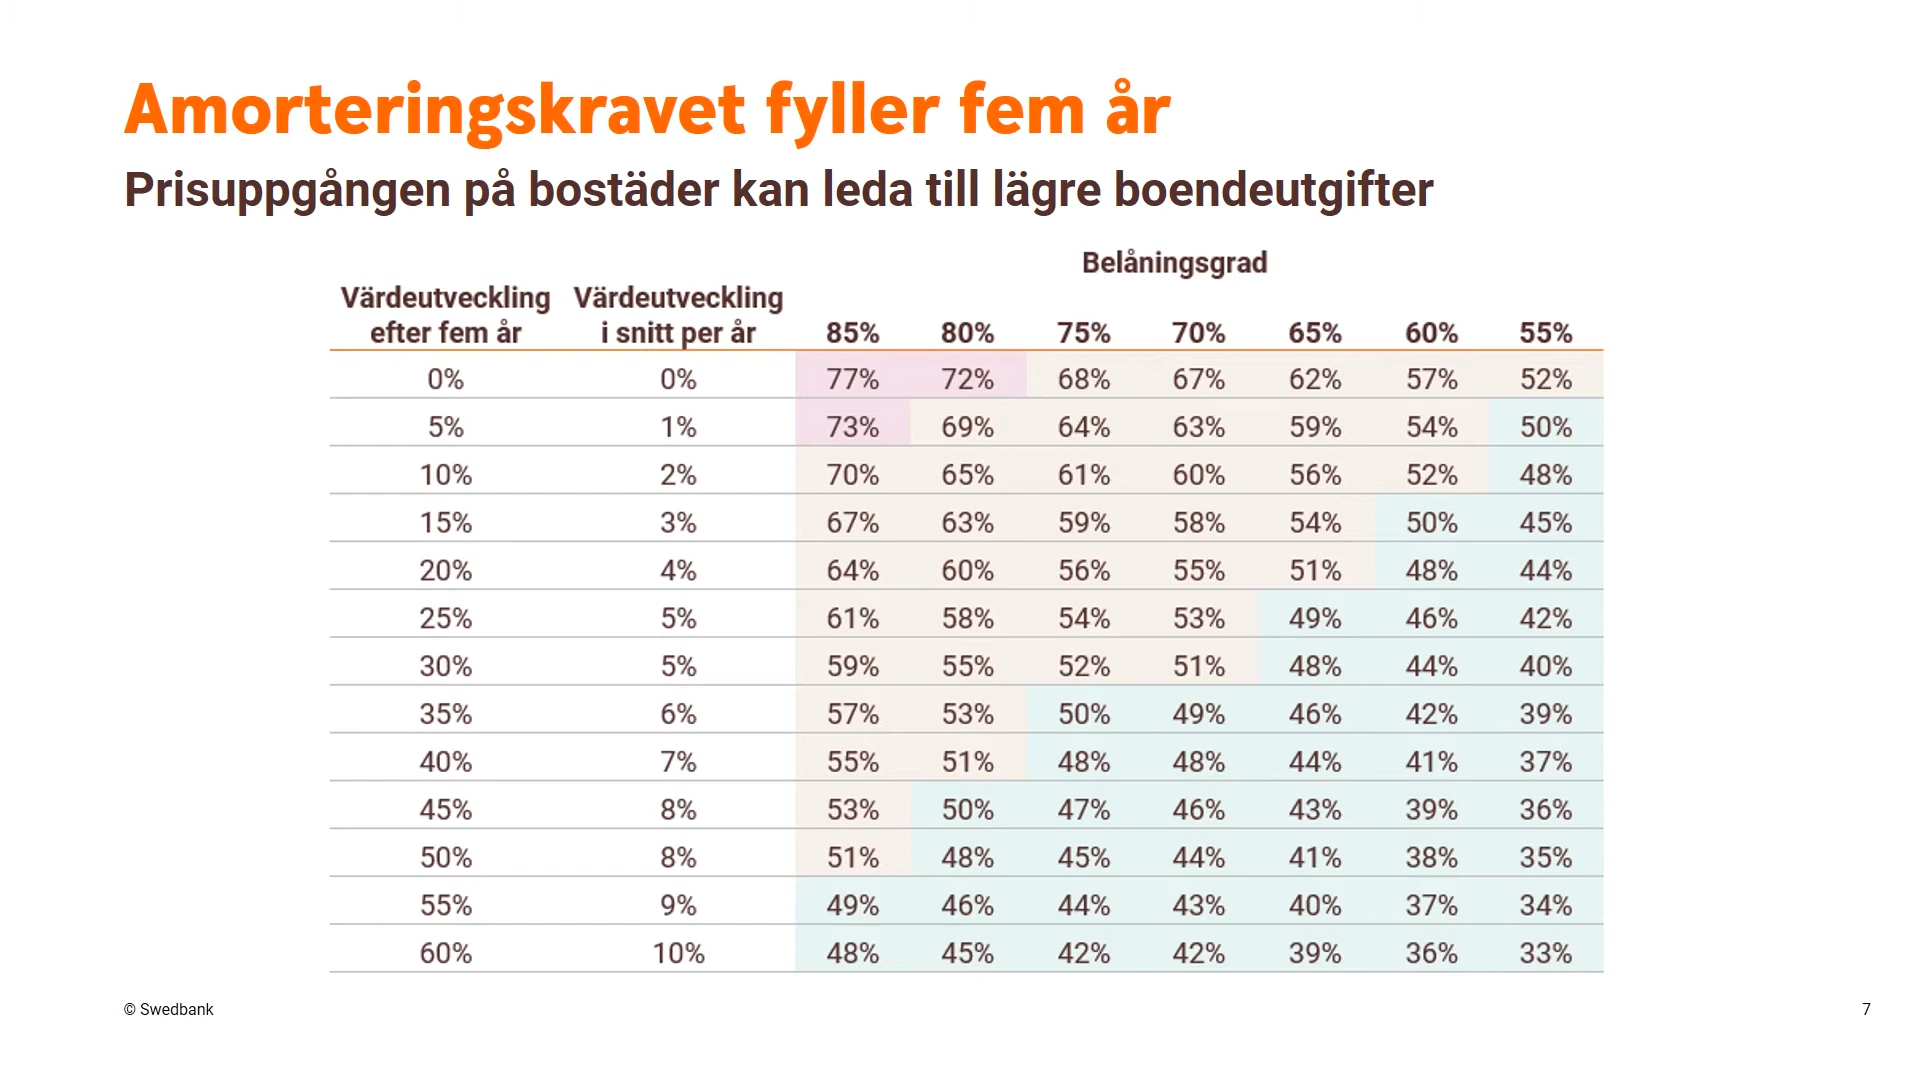 Amorteringskravet fyller fem år
Prisuppgången på bostäder kan leda till lägre boendeutgifter
Belåningsgrad
Värdeutveckling efter fem år Värdeutveckling i snitt per år 85% 80% 75% 70% 65% 60% 55%
0% 0% 77% 72% 68% 67% 62% 57% 52%
5% 1% 73% 69% 64% 63% 59% 54% 50%
10% 2% 70% 65% 61% 60% 56% 52% 48%
15% 3% 67% 63% 59% 58% 54% 50% 45%
20% 4% 64% 60% 56% 55% 51% 48% 44%
25% 5% 61% 58% 54% 53% 49% 46% 42%
30% 5% 59% 55% 52% 51% 48% 44% 40%
35% 6% 57% 53% 50% 49% 46% 42% 39%
40% 7% 55% 51% 48% 48% 44% 41% 37%
45% 8% 53% 50% 47% 46% 43% 39% 36%
50% 8% 51% 48% 45% 44% 41% 38% 35%
55% 9% 49% 46% 44% 43% 40% 37% 34%
60% 10% 48% 45% 42% 42% 39% 36% 33%
© Swedbank
7